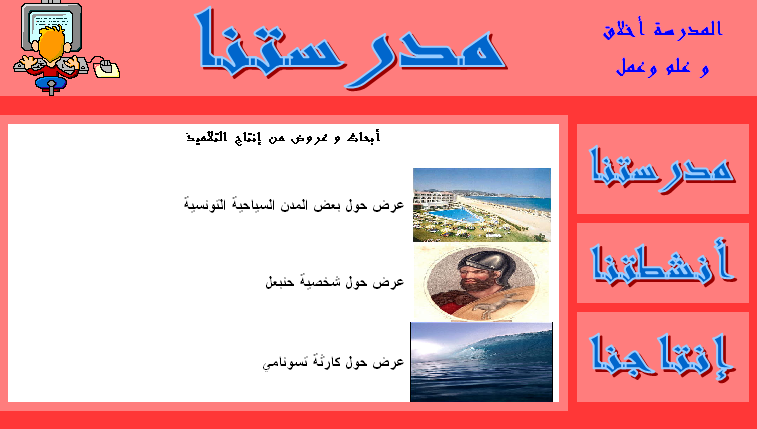 مدرستنا
المدرسة أخلاق
و علم وعمل
أبحاث و عروض من إنتاج التلاميذ
عرض حول بعض المدن السياحية التونسية
عرض حول شخصية حنبعل
عرض حول كارثة تسونامي
مدرستنا
أنشطتنا
إنتاجنا